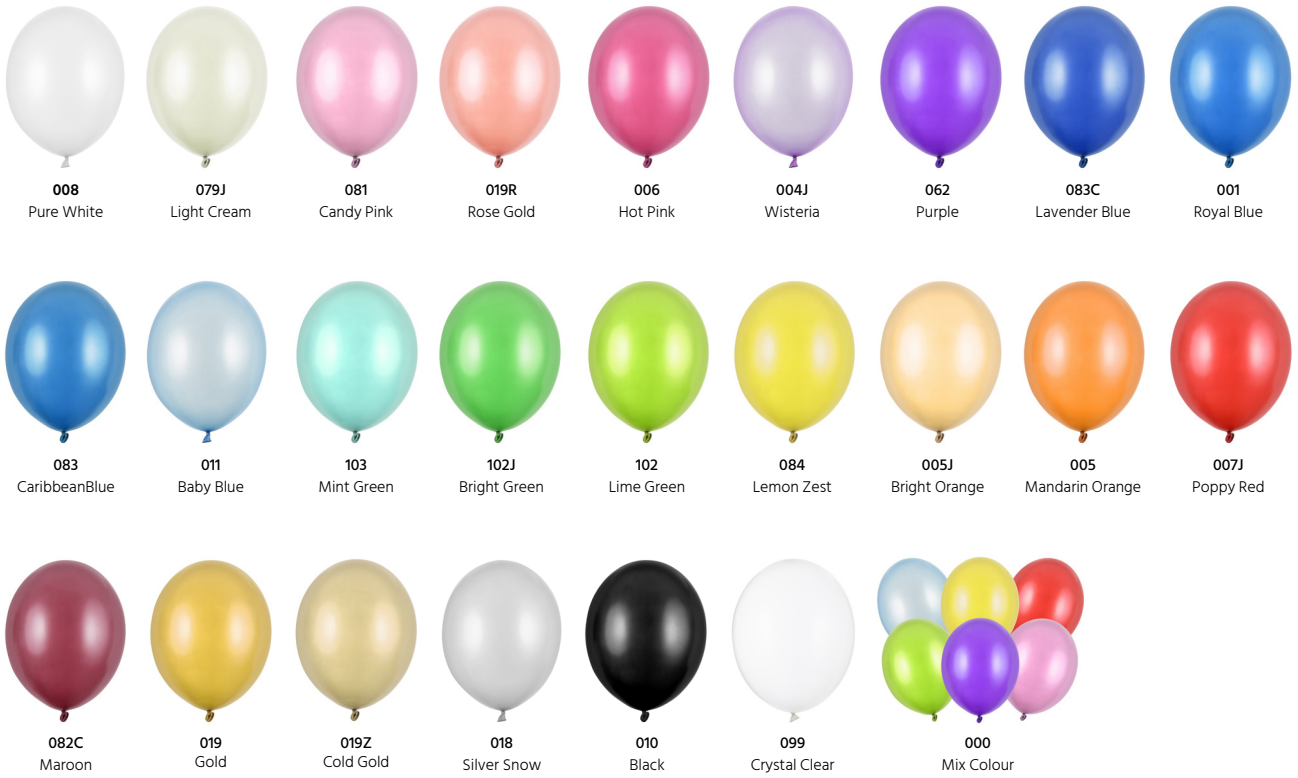 008 079J 081 019R 006 004J 062 083C 001
Pure White Light Cream Candy Pink Rose Gold Hot Pink Wisteria Purple Lavender Blue Royal Blue
083 011 103 102J 102 084 005J 005 007J
CaribbeanBlue Baby Blue Mint Green Bright Green Lime Green Lemon Zest Bright Orange Mandarin Orange Poppy Red
082C 019 019Z 018 010 099 000
Maroon Gold Cold Gold Silver Snow Black Crystal Clear Mix Colour